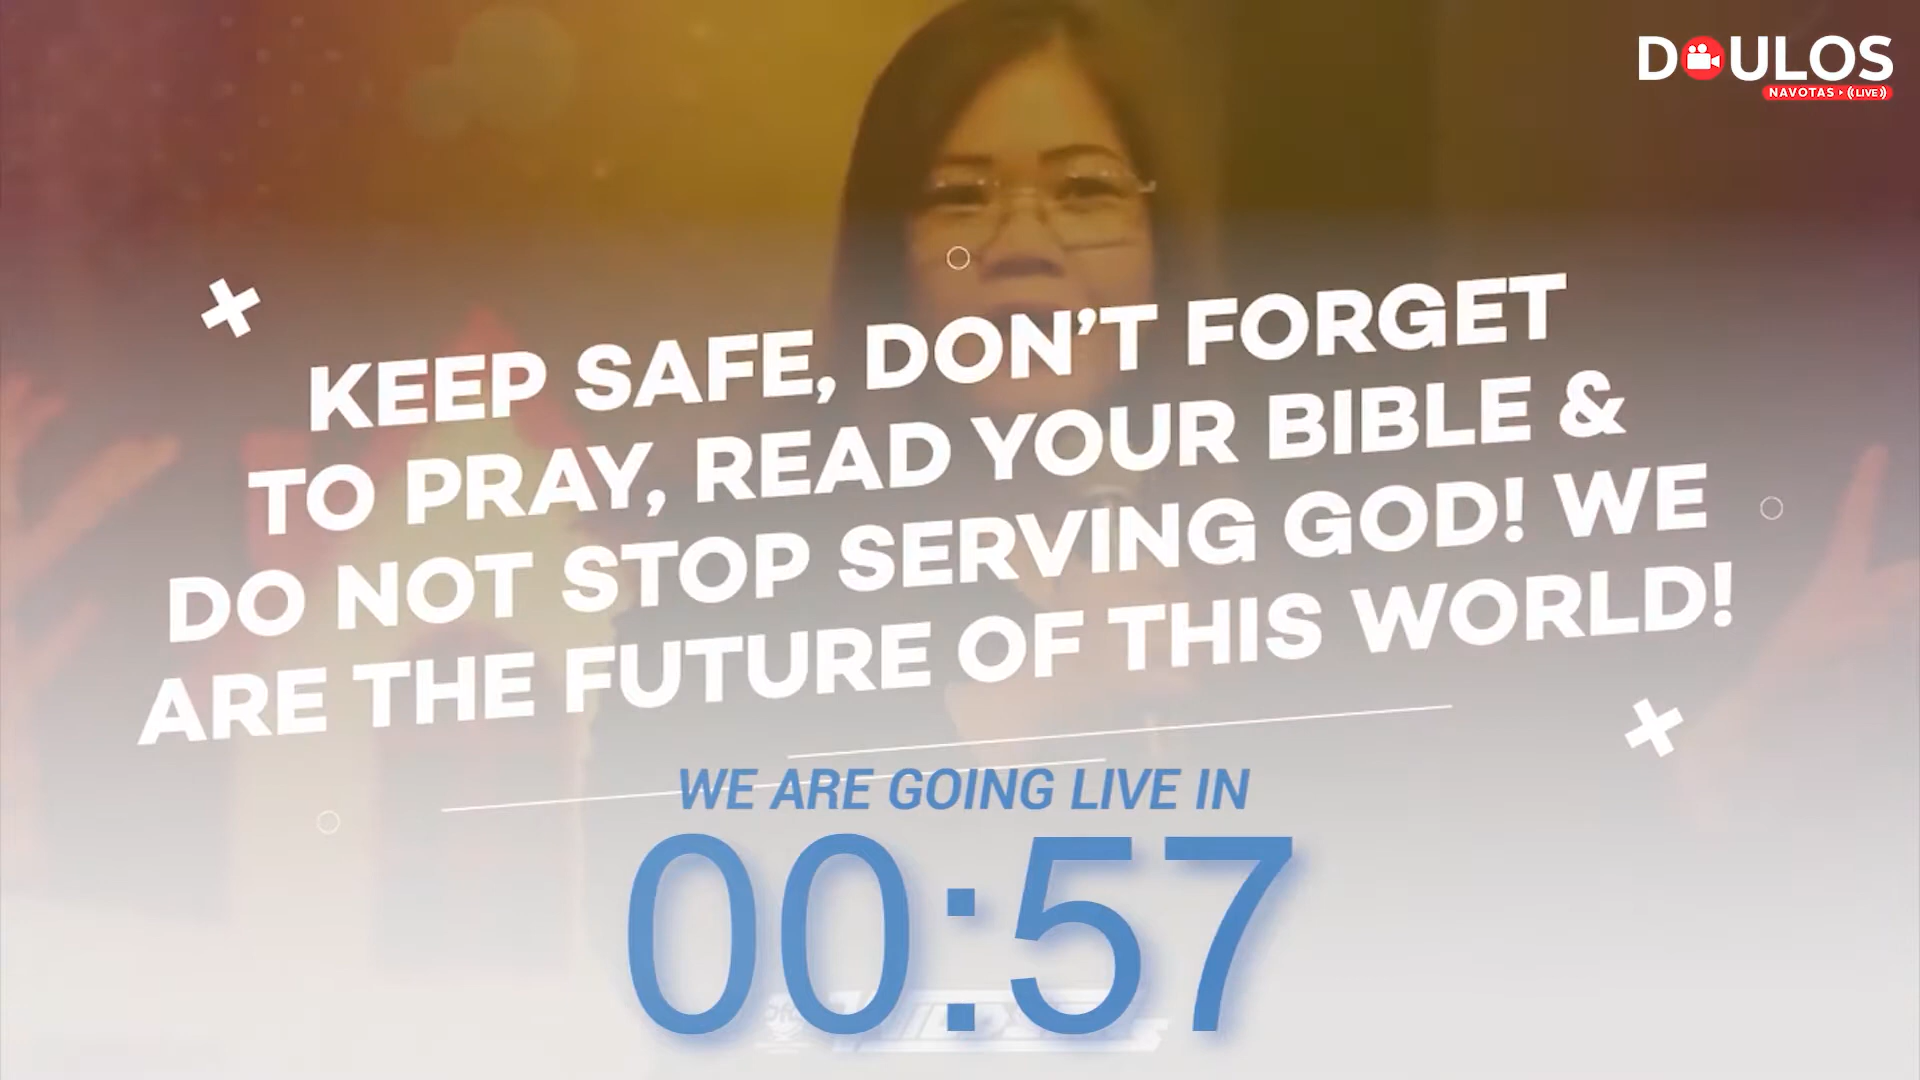 DOULOS
NAVOTAS LIVE
KEEP SAFE, DON'T FORGET
TO PRAY, READ YOUR BIBLE &
DO NOT STOP SERVING GOD! WE
ARE THE FUTURE OF THIS WORLD!
WE ARE GOING LIVE IN
00:57